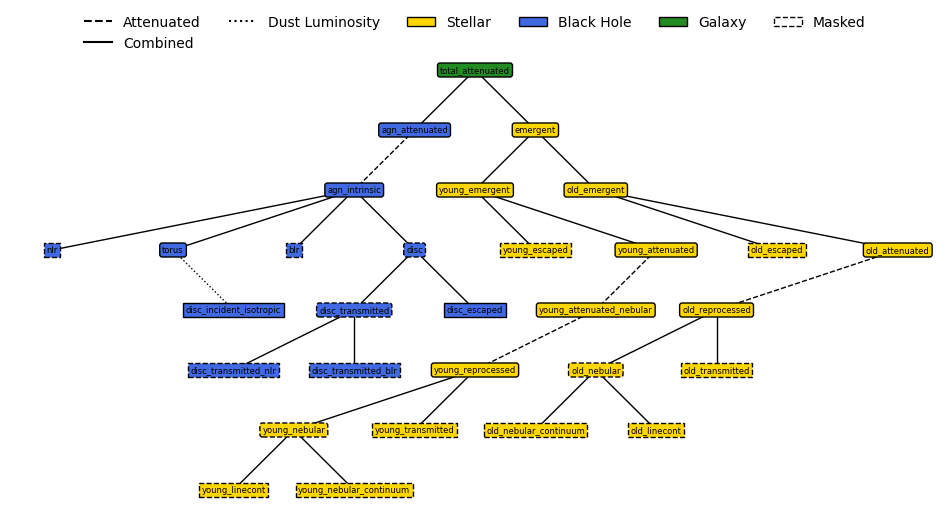 Attenuated
Dust Luminosity
Stellar
Black Hole
Galaxy
Masked
Combined
total_attenuated
agn_attenuated
emergent
agn_intrinsic
young_emergent
old_emergent
nlr
torus
blr
disc
young_escaped
young_attenuated
old_escaped
old_attenuated
disc_incident_isotropic
disc_transmitted
disc_escaped
young_attenuated_nebular
old_reprocessed
disc_transmitted_nlr
disc_transmitted_blr
young_reprocessed
old_nebular
old_transmitted
young_nebular
young_transmitted
old_nebular_continuum
old_linecont
young_linecont
young_nebular_continuum